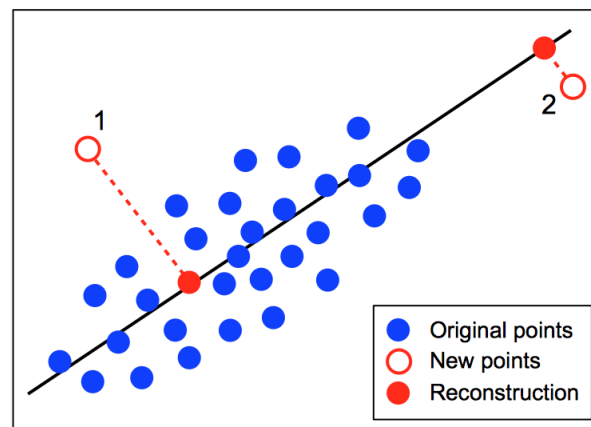 1
2
Original points
New points
Reconstruction